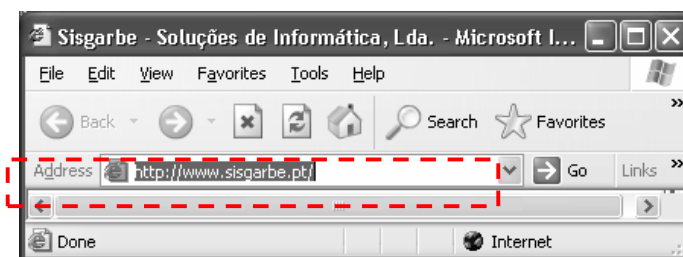 Sisgarbe - Soluções de Informática, Lda. - Microsoft I...
File Edit View Favorites Tools Help
Back Search Favorites »
Address http://www.sisgarbe.pt/ Go Links »
Done Internet